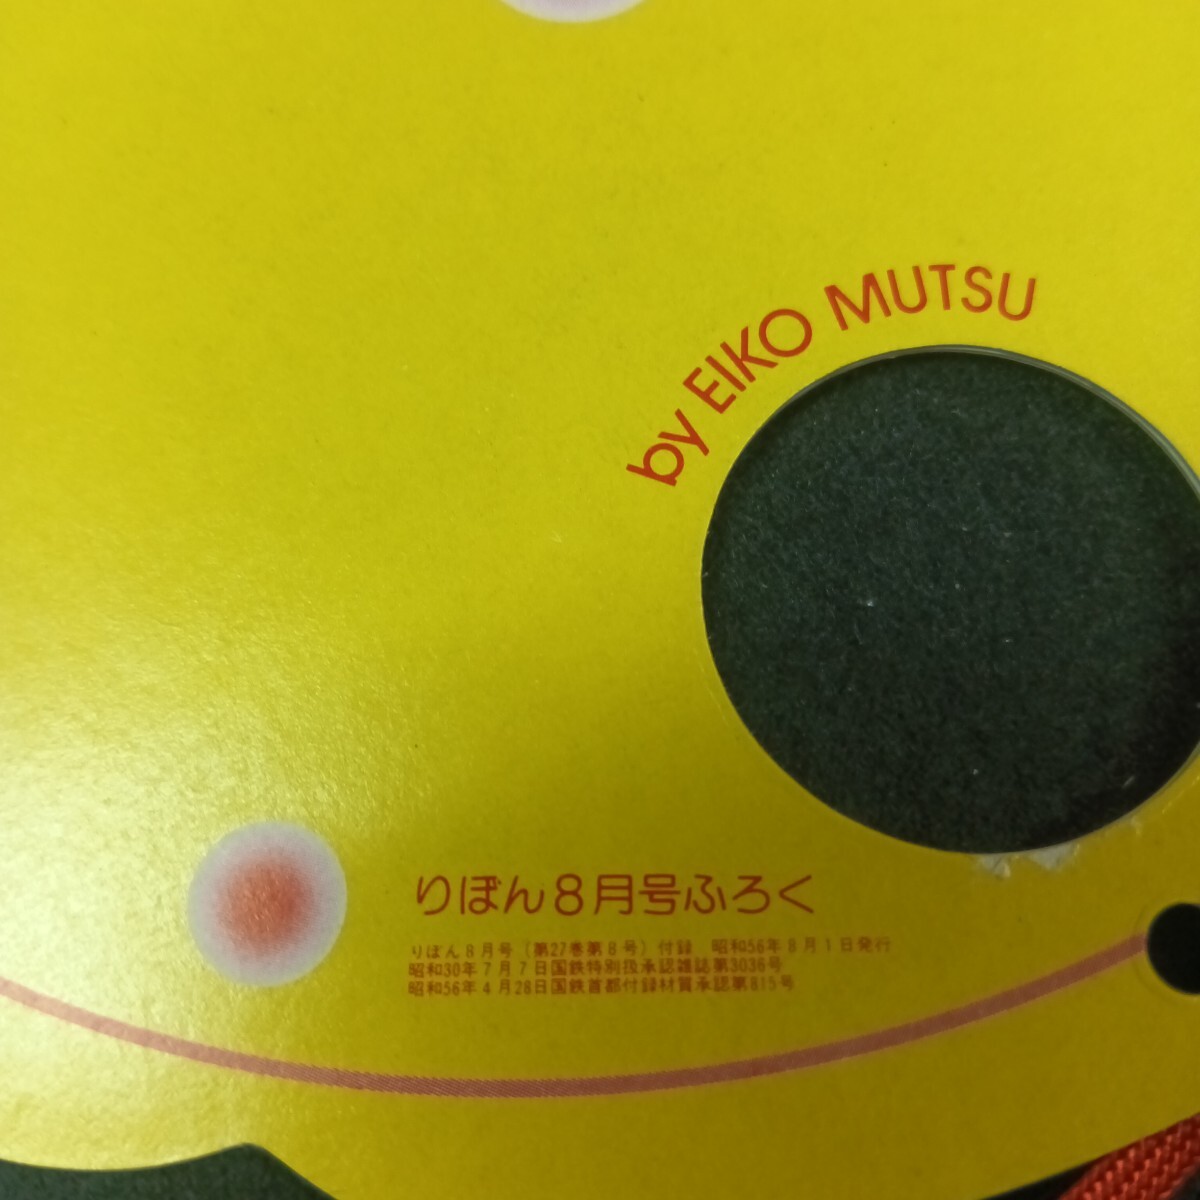 by EIKO MUTSU
りぼん8月号ふろく
りぼん8月号（第27巻第8号）付録　昭和56年8月1日発行
昭和30年7月7日国鉄特別扱承認雑誌第3036号
昭和56年4月28日国鉄首都付録材質承認第815号